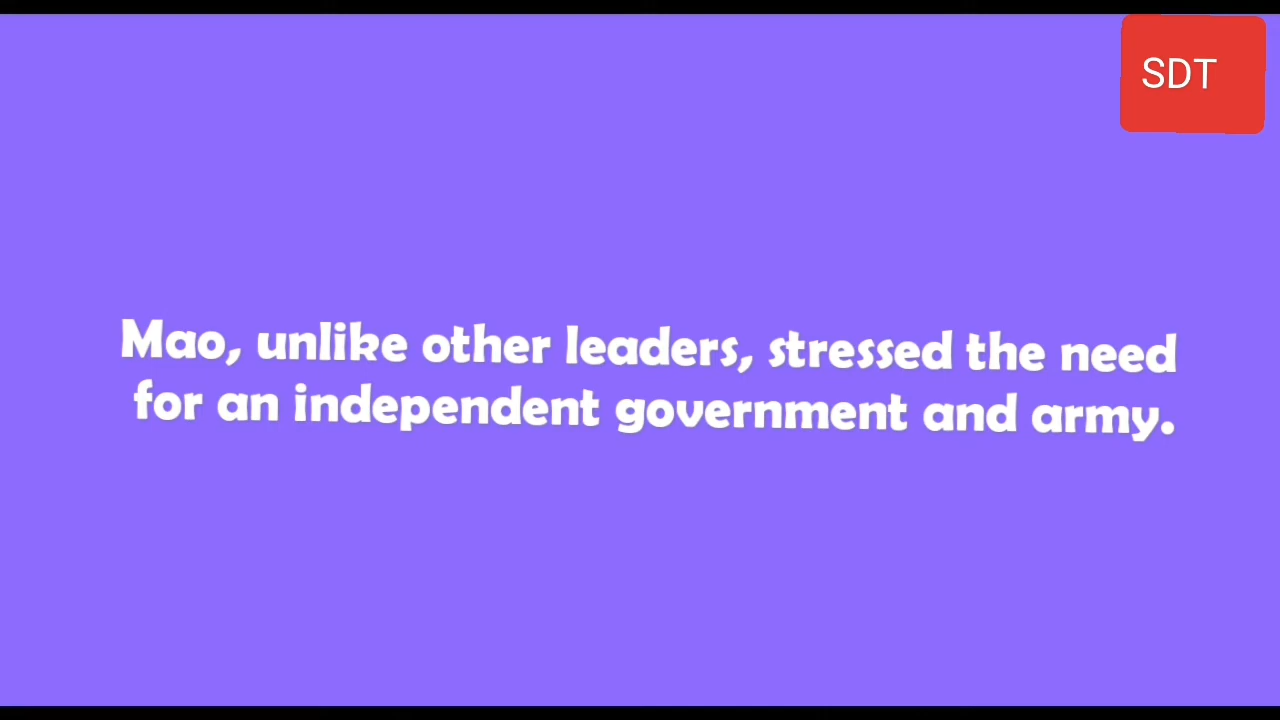 SDT
Mao, unlike other leaders, stressed the need
for an independent government and army.